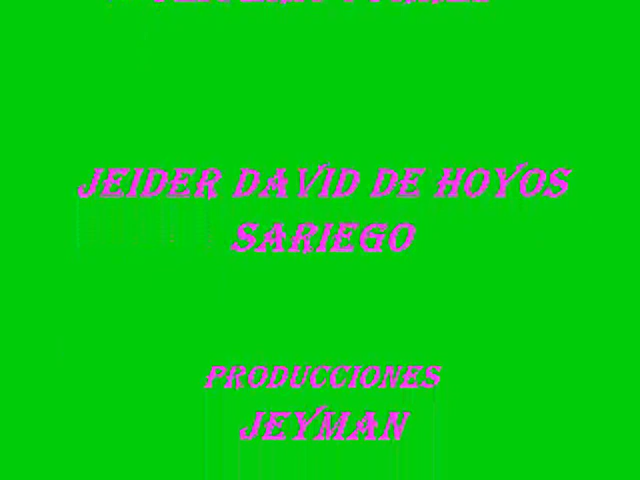 JEIDER DAVID DE HOYOS
SARIEGO
PRODUCCIONES
JEYMAN